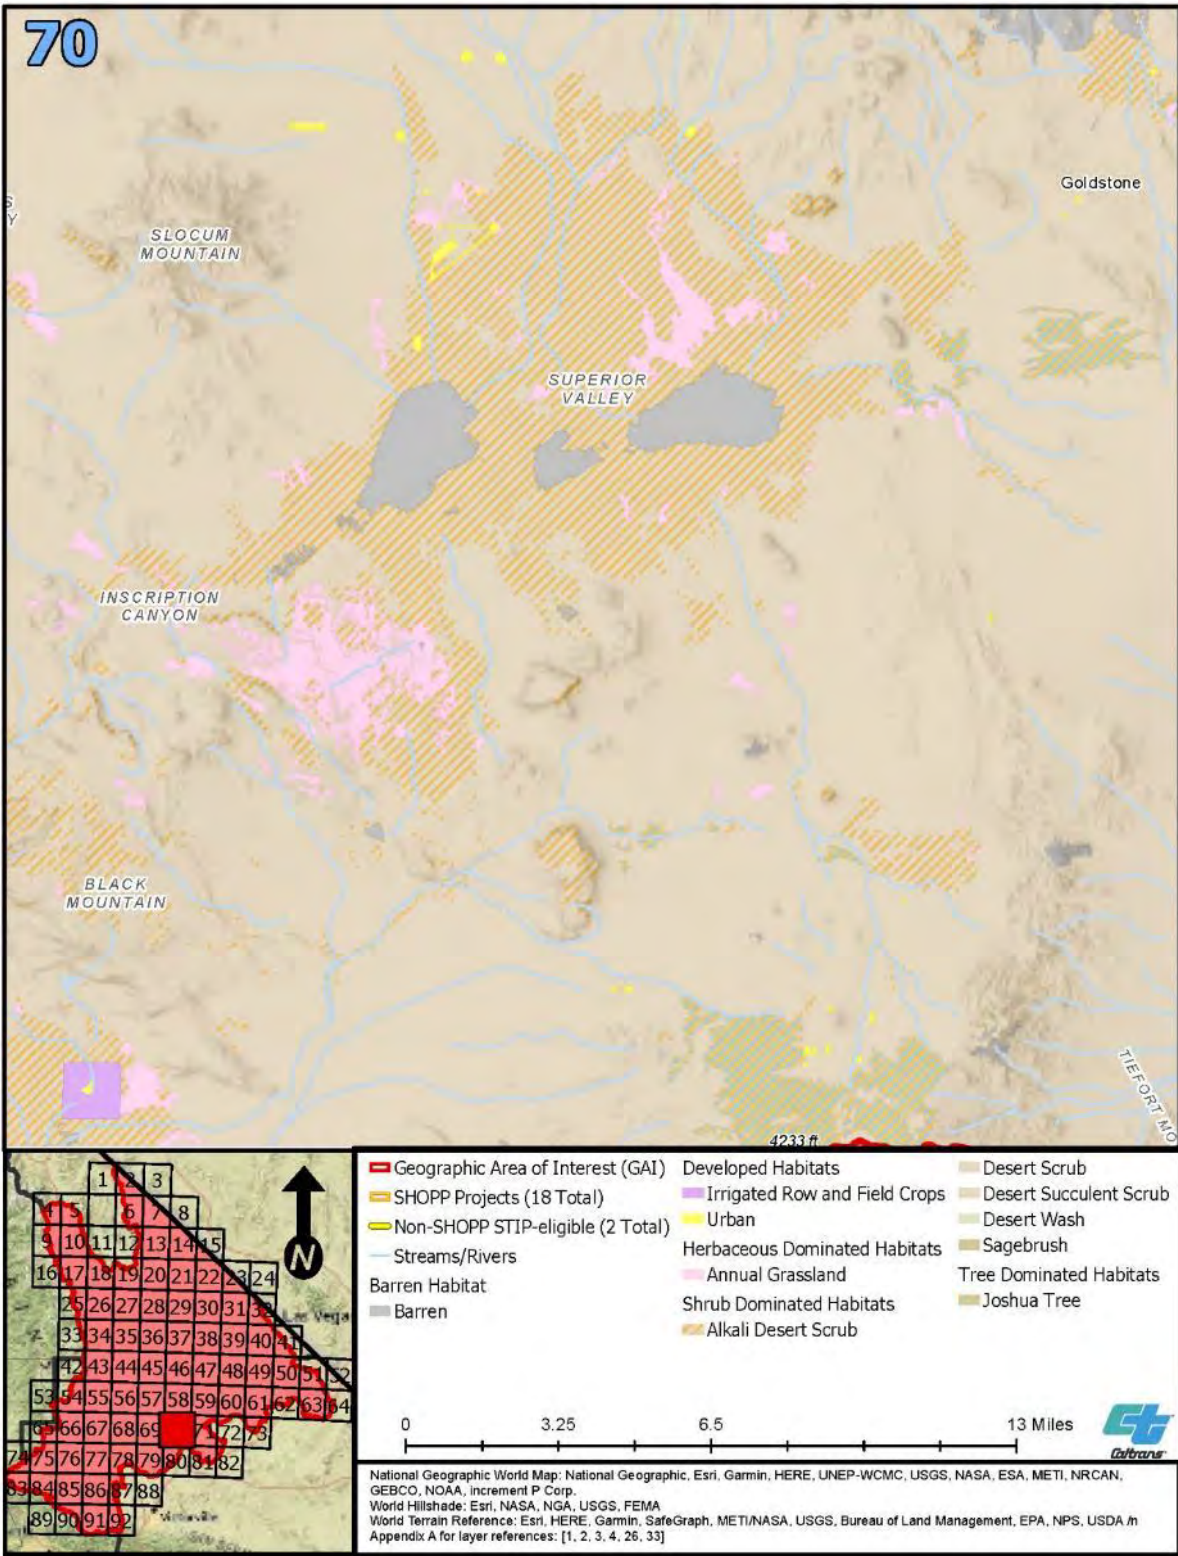 70
Goldstone
SLOCUM
MOUNTAIN
SUPERIOR
VALLEY
INSCRIPTION
CANYON
BLACK
MOUNTAIN
TIEFORT MO
4233 ft
1 2 3
4 5 6 7 8
9 10 11 12 13 14 15
16 17 18 19 20 21 22 23 24
25 26 27 28 29 30 31 32
Las Vegas
33 34 35 36 37 38 39 40 41
42 43 44 45 46 47 48 49 50 51 52
53 54 55 56 57 58 59 60 61 62 63 64
65 66 67 68 69 71 72 73
74 75 76 77 78 79 80 81 82
83 84 85 86 87 88
89 90 91 92
Victorville
N
Geographic Area of Interest (GAI)
SHOPP Projects (18 Total)
Non-SHOPP STIP-eligible (2 Total)
Streams/Rivers
Barren Habitat
Barren
Developed Habitats
Irrigated Row and Field Crops
Urban
Herbaceous Dominated Habitats
Annual Grassland
Shrub Dominated Habitats
Alkali Desert Scrub
Desert Scrub
Desert Succulent Scrub
Desert Wash
Sagebrush
Tree Dominated Habitats
Joshua Tree
0 3.25 6.5 13 Miles
Caltrans
National Geographic World Map: National Geographic, Esri, Garmin, HERE, UNEP-WCMC, USGS, NASA, ESA, METI, NRCAN,
GEBCO, NOAA, increment P Corp.
World Hillshade: Esri, NASA, NGA, USGS, FEMA
World Terrain Reference: Esri, HERE, Garmin, SafeGraph, METI/NASA, USGS, Bureau of Land Management, EPA, NPS, USDA /n
Appendix A for layer references: [1, 2, 3, 4, 26, 33]